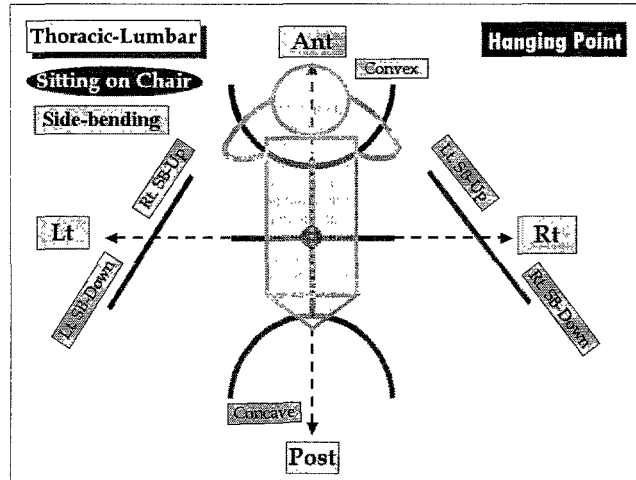 Thoracic-Lumbar
Ant
Hanging Point
Sitting on Chair
Convex
Side-bending
Rt. SB-Up
Lt. SB-Up
Lt
Rt
Lt. SB-Down
Rt. SB-Down
Concave
Post